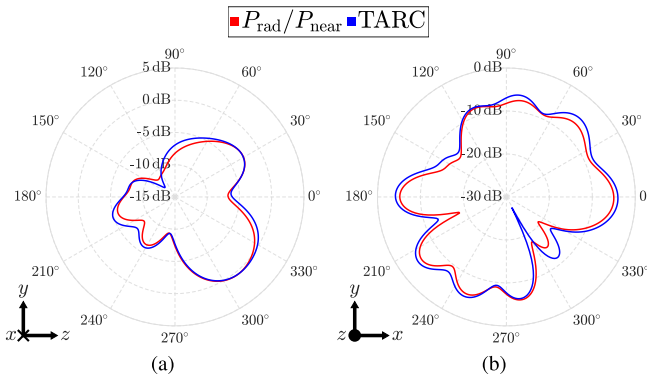 P_rad/P_near TARC
90° 90°
120° 5 dB 60° 120° 0 dB 60°
0 dB
150° -5 dB 30° 150° -10 dB 30°
-10 dB -20 dB
180° -15 dB 0° 180° -30 dB 0
210° 330° 210° 330°
y y
240° 300° 240° 300°
x z z x
270° 270°
(a) (b)